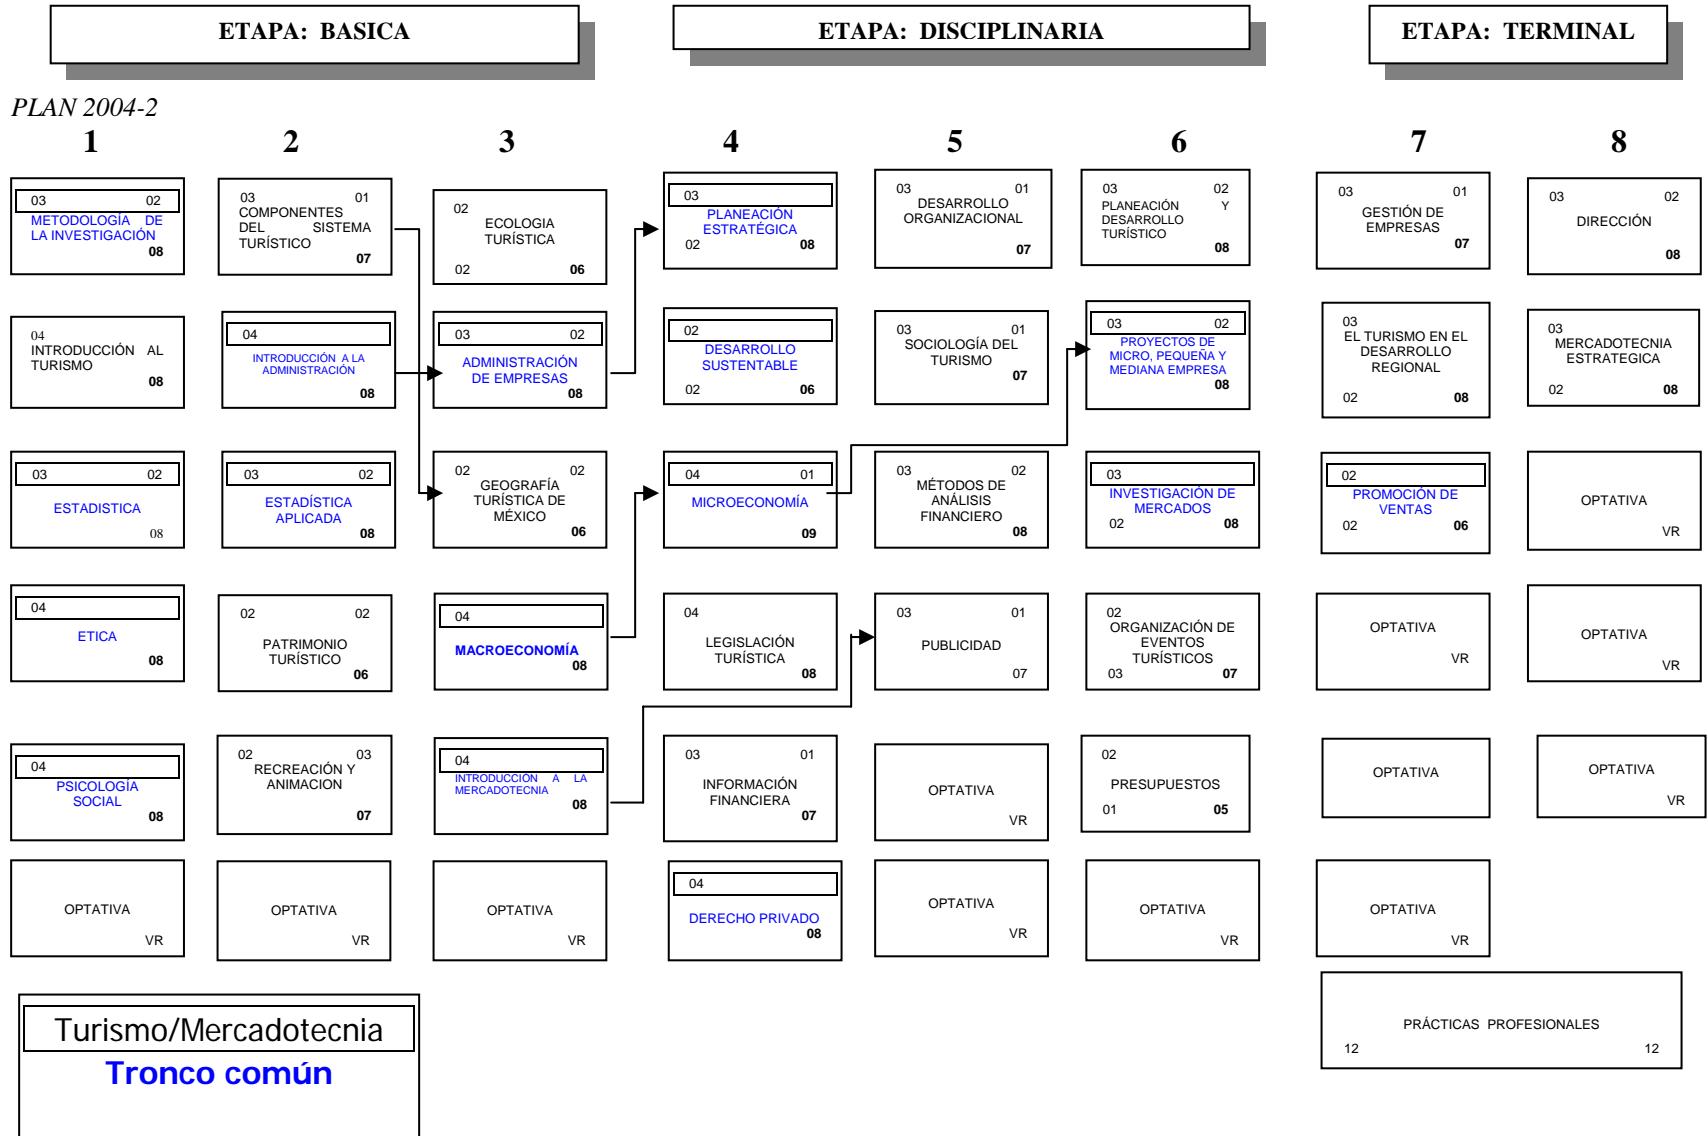 ETAPA: BASICA
ETAPA: DISCIPLINARIA
ETAPA: TERMINAL
PLAN 2004-2
1 2 3 4 5 6 7 8
03 02
METODOLOGÍA DE
LA INVESTIGACIÓN
08
03 01
COMPONENTES
DEL SISTEMA
TURÍSTICO
07
02
ECOLOGIA
TURÍSTICA
02 06
03
PLANEACIÓN
ESTRATÉGICA
02 08
03 01
DESARROLLO
ORGANIZACIONAL
07
03 02
PLANEACIÓN Y
DESARROLLO
TURÍSTICO
08
03 01
GESTIÓN DE
EMPRESAS
07
03 02
DIRECCIÓN
08
04
INTRODUCCIÓN AL
TURISMO
08
04
INTRODUCCIÓN A LA
ADMINISTRACIÓN
08
03 02
ADMINISTRACIÓN
DE EMPRESAS
08
02
DESARROLLO
SUSTENTABLE
02 06
03 01
SOCIOLOGÍA DEL
TURISMO
07
03 02
PROYECTOS DE
MICRO, PEQUEÑA Y
MEDIANA EMPRESA
08
03
EL TURISMO EN EL
DESARROLLO
REGIONAL
02 08
03
MERCADOTECNIA
ESTRATEGICA
02 08
03 02
ESTADISTICA
08
03 02
ESTADÍSTICA
APLICADA
08
02 02
GEOGRAFÍA
TURÍSTICA DE
MÉXICO
06
04 01
MICROECONOMÍA
09
03 02
MÉTODOS DE
ANÁLISIS
FINANCIERO
08
03
INVESTIGACIÓN DE
MERCADOS
02 08
02
PROMOCIÓN DE
VENTAS
02 06
OPTATIVA
VR
04
ETICA
08
02 02
PATRIMONIO
TURÍSTICO
06
04
MACROECONOMÍA
08
04
LEGISLACIÓN
TURÍSTICA
08
03 01
PUBLICIDAD
07
02
ORGANIZACIÓN DE
EVENTOS
TURÍSTICOS
03 07
OPTATIVA
VR
OPTATIVA
VR
04
PSICOLOGÍA
SOCIAL
08
02 03
RECREACIÓN Y
ANIMACION
07
04
INTRODUCCIÓN A LA
MERCADOTECNIA
08
03 01
INFORMACIÓN
FINANCIERA
07
OPTATIVA
VR
02
PRESUPUESTOS
01 05
OPTATIVA
OPTATIVA
VR
OPTATIVA
VR
OPTATIVA
VR
OPTATIVA
VR
04
DERECHO PRIVADO
08
OPTATIVA
VR
OPTATIVA
VR
OPTATIVA
VR
PRÁCTICAS PROFESIONALES
12 12
Turismo/Mercadotecnia
Tronco común